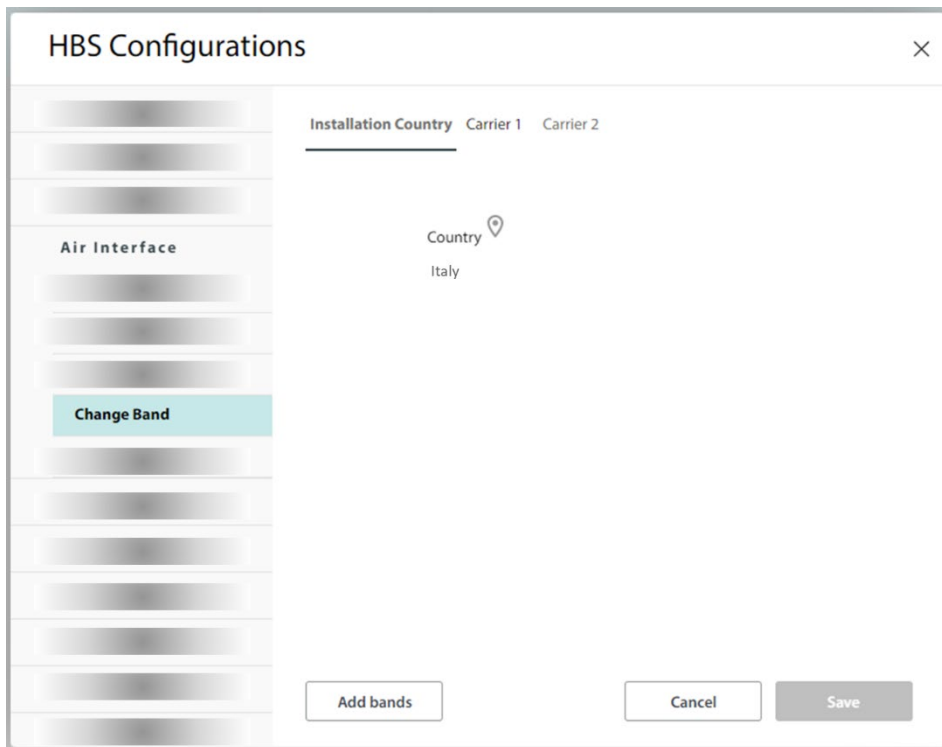 HBS Configurations
Installation Country Carrier 1 Carrier 2
Air Interface
Country
Italy
Change Band
Add bands Cancel Save